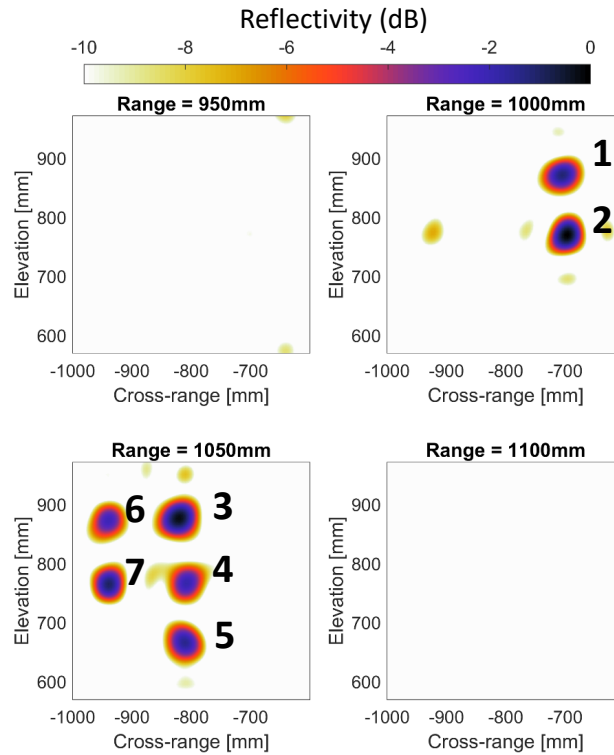 Reflectivity (dB)
-10 -8 -6 -4 -2 0
Range = 950mm
Elevation [mm]
900
800
700
600
-1000 -900 -800 -700
Cross-range [mm]
Range = 1000mm
Elevation [mm]
900
800
700
600
1
2
-1000 -900 -800 -700
Cross-range [mm]
Range = 1050mm
Elevation [mm]
900
800
700
600
6 3
7 4
5
-1000 -900 -800 -700
Cross-range [mm]
Range = 1100mm
Elevation [mm]
900
800
700
600
-1000 -900 -800 -700
Cross-range [mm]